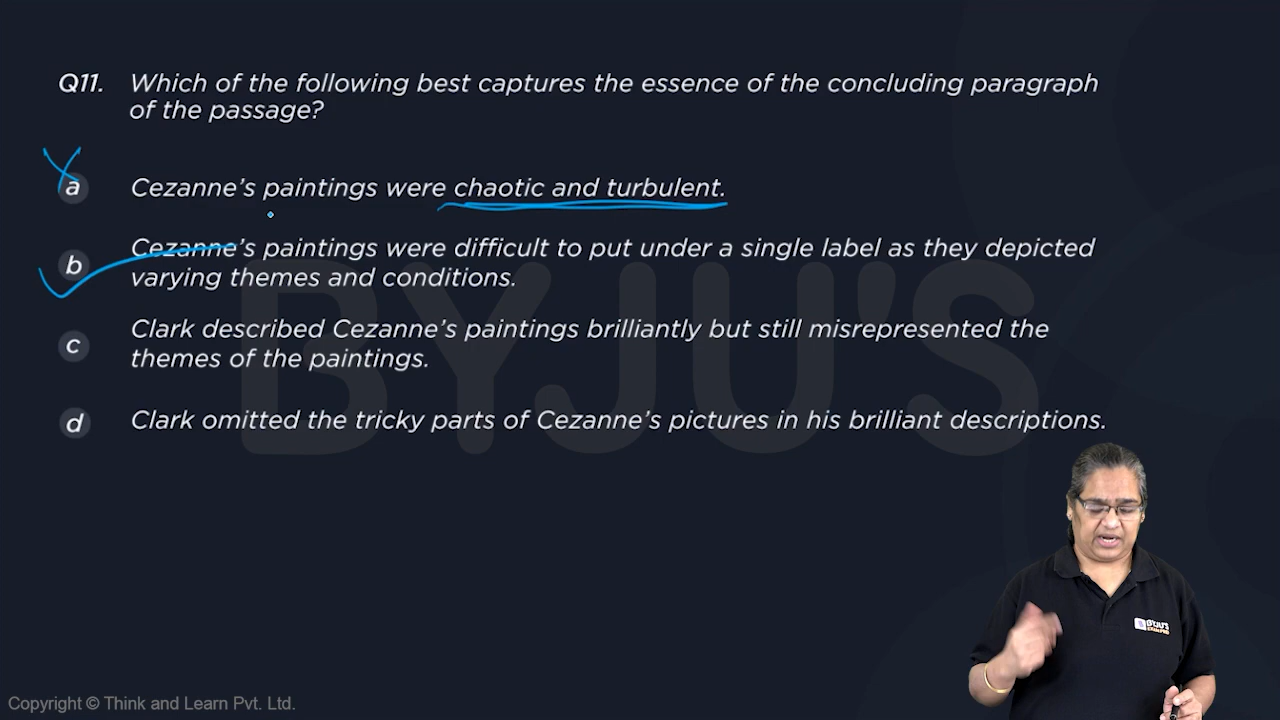 Q11. Which of the following best captures the essence of the concluding paragraph
of the passage?
a Cezanne's paintings were chaotic and turbulent.
b Cezanne's paintings were difficult to put under a single label as they depicted
varying themes and conditions.
c Clark described Cezanne's paintings brilliantly but still misrepresented the
themes of the paintings.
d Clark omitted the tricky parts of Cezanne's pictures in his brilliant descriptions.
BYJU'S
BYJU'S
Copyright © Think and Learn Pvt. Ltd.